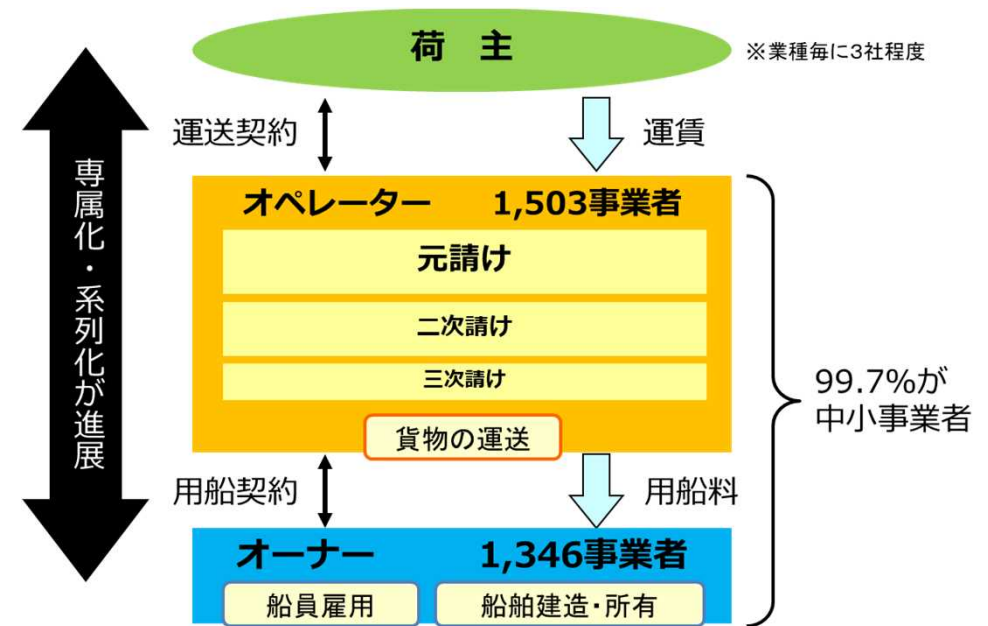 荷 主
※業種毎に3社程度
運送契約
運賃
専属化・系列化が進展
オペレーター 1,503事業者
元請け
二次請け
三次請け
貨物の運送
99.7%が
中小事業者
用船契約
用船料
オーナー 1,346事業者
船員雇用
船舶建造・所有